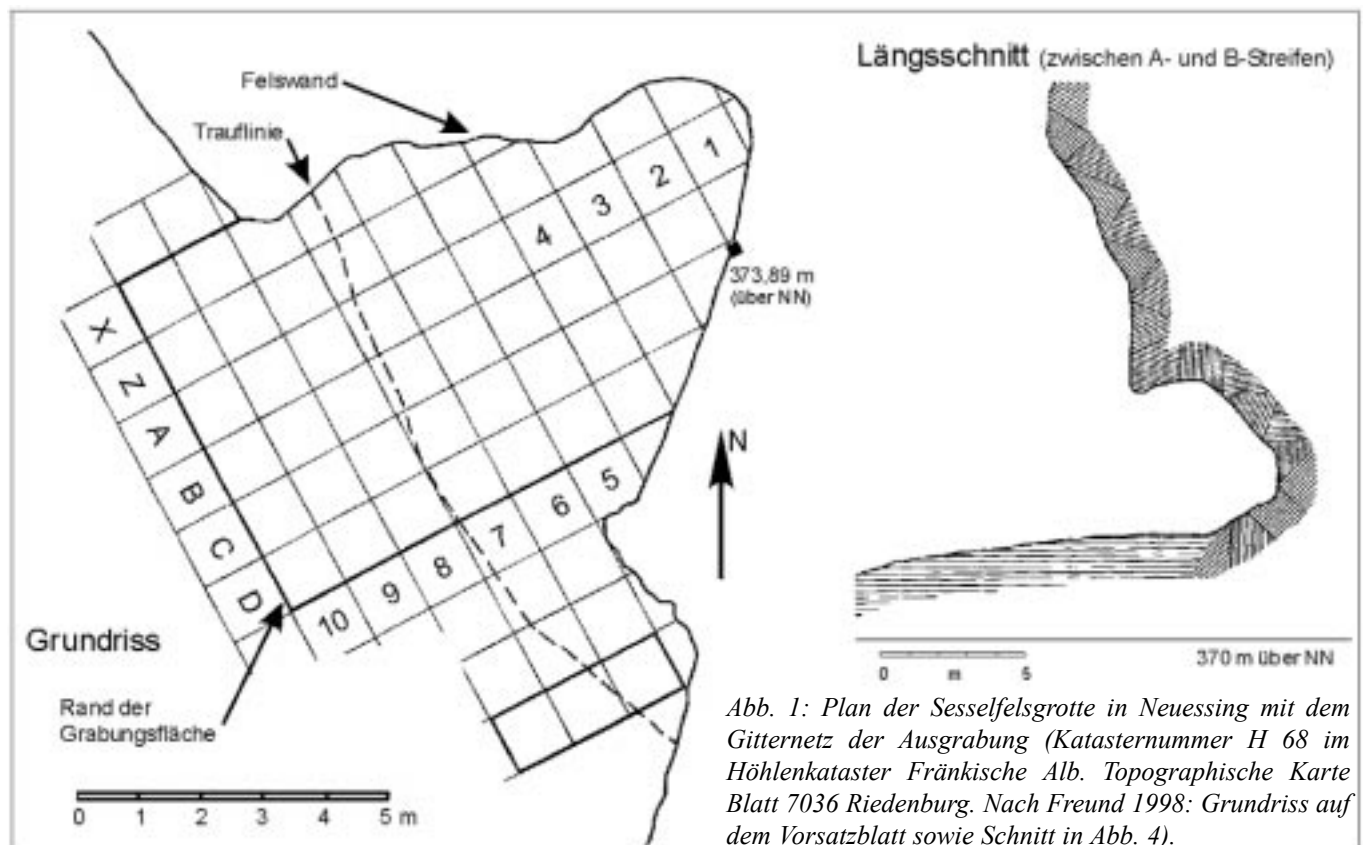 Felswand
Trauflinie
1
2
3
4
373,89 m
(über NN)
X
Z
A
B
C
D
5
6
7
8
9
10
N
Grundriss
Rand der
Grabungsfläche
0 1 2 3 4 5 m
Längsschnitt (zwischen A- und B-Streifen)
0 m 5
370 m über NN
Abb. 1: Plan der Sesselfelsgrotte in Neuessing mit dem
Gitternetz der Ausgrabung (Katasternummer H 68 im
Höhlenkataster Fränkische Alb. Topographische Karte
Blatt 7036 Riedenburg. Nach Freund 1998: Grundriss auf
dem Vorsatzblatt sowie Schnitt in Abb. 4).